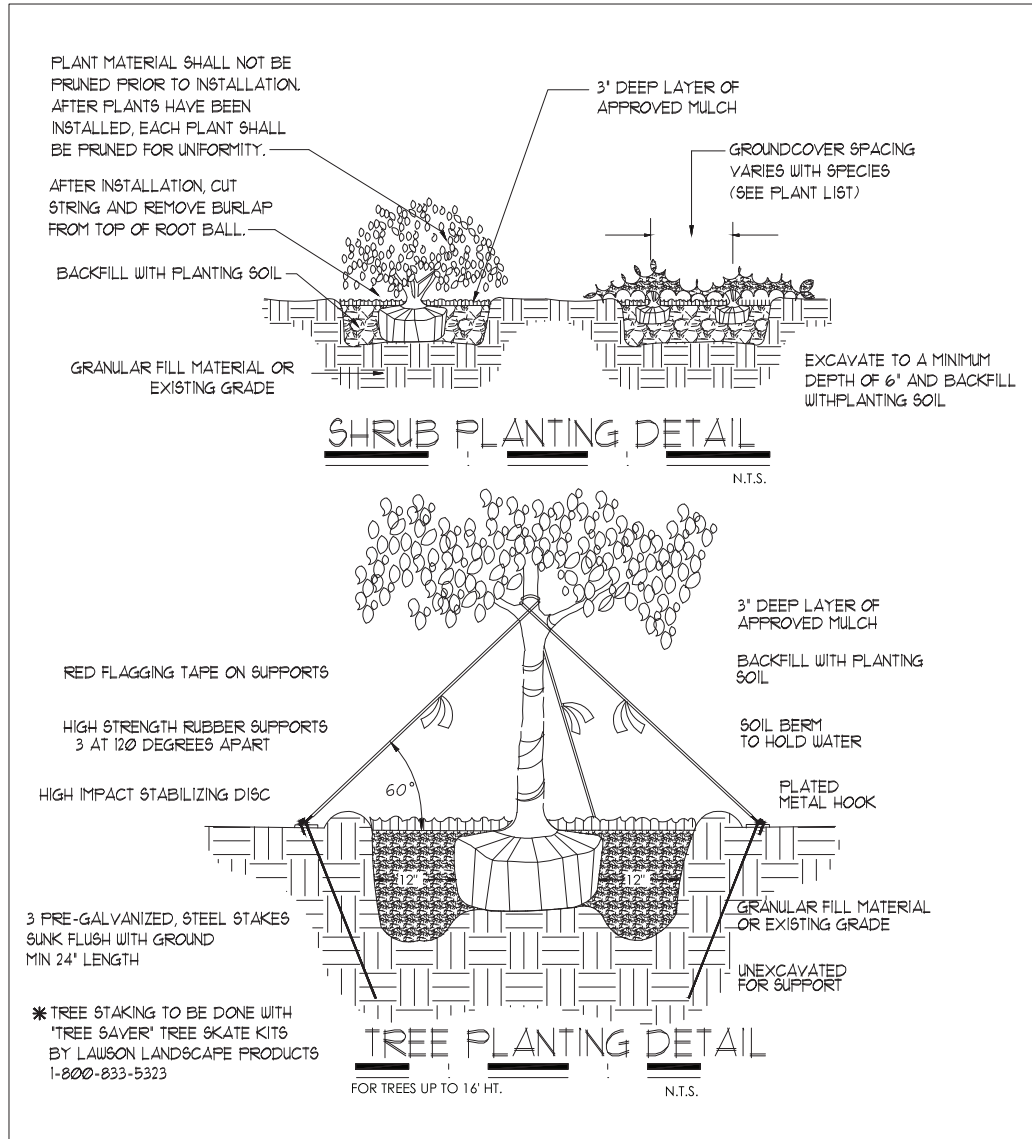 PLANT MATERIAL SHALL NOT BE
PRUNED PRIOR TO INSTALLATION.
AFTER PLANTS HAVE BEEN
INSTALLED, EACH PLANT SHALL
BE PRUNED FOR UNIFORMITY.
AFTER INSTALLATION, CUT
STRING AND REMOVE BURLAP
FROM TOP OF ROOT BALL.
BACKFILL WITH PLANTING SOIL
GRANULAR FILL MATERIAL OR
EXISTING GRADE
3" DEEP LAYER OF
APPROVED MULCH
GROUNDCOVER SPACING
VARIES WITH SPECIES
(SEE PLANT LIST)
EXCAVATE TO A MINIMUM
DEPTH OF 6" AND BACKFILL
WITHPLANTING SOIL
SHRUB PLANTING DETAIL
N.T.S.
RED FLAGGING TAPE ON SUPPORTS
HIGH STRENGTH RUBBER SUPPORTS
3 AT 120 DEGREES APART
HIGH IMPACT STABILIZING DISC
60°
12"
12"
3" DEEP LAYER OF
APPROVED MULCH
BACKFILL WITH PLANTING
SOIL
SOIL BERM
TO HOLD WATER
PLATED
METAL HOOK
GRANULAR FILL MATERIAL
OR EXISTING GRADE
UNEXCAVATED
FOR SUPPORT
3 PRE-GALVANIZED, STEEL STAKES
SUNK FLUSH WITH GROUND
MIN 24" LENGTH
* TREE STAKING TO BE DONE WITH
"TREE SAVER" TREE SKATE KITS
BY LAWSON LANDSCAPE PRODUCTS
1-800-833-5323
TREE PLANTING DETAIL
FOR TREES UP TO 16' HT.
N.T.S.